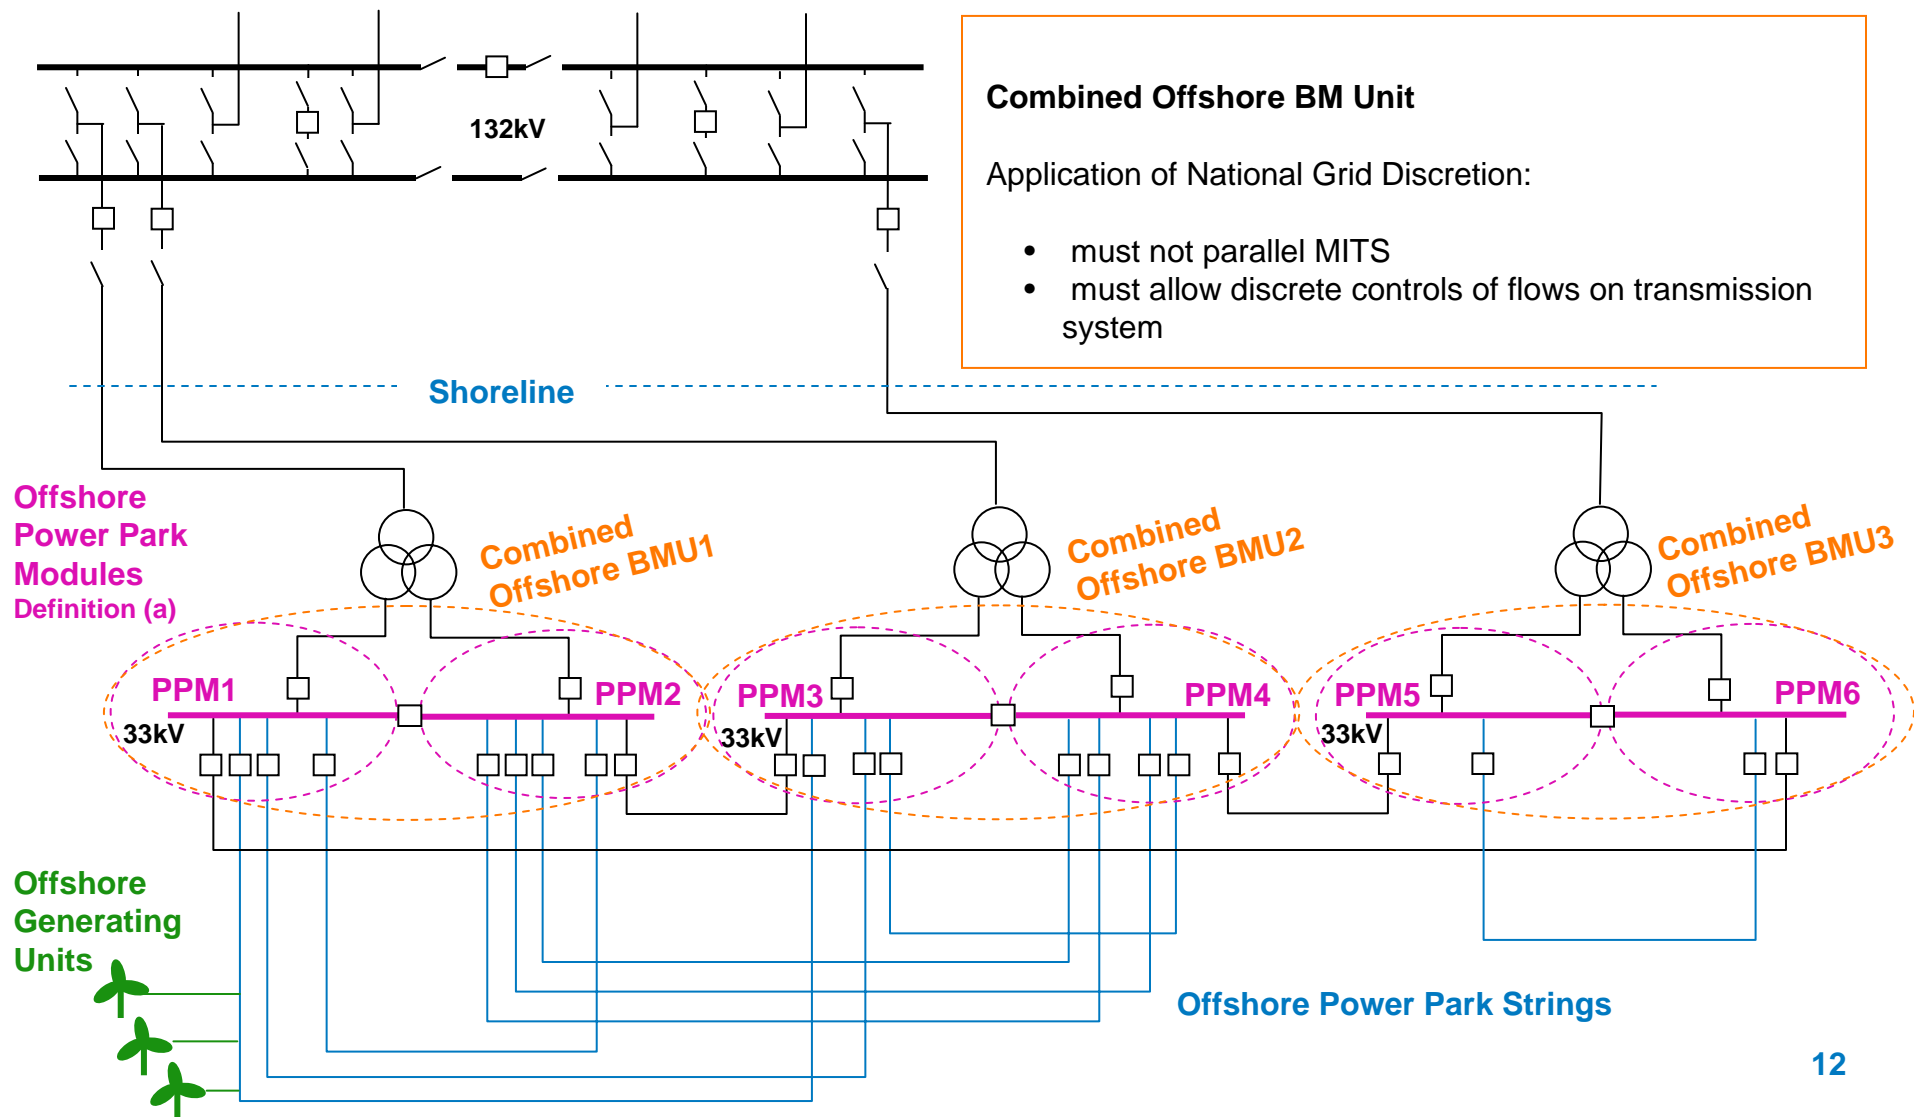 132kV
Combined Offshore BM Unit
Application of National Grid Discretion:
• must not parallel MITS
• must allow discrete controls of flows on transmission
system
Shoreline
Offshore
Power Park
Modules
Definition (a)
Combined
Offshore BMU1
Combined
Offshore BMU2
Combined
Offshore BMU3
PPM1
PPM2
PPM3
PPM4
PPM5
PPM6
33kV
33kV
33kV
Offshore
Generating
Units
Offshore Power Park Strings
12